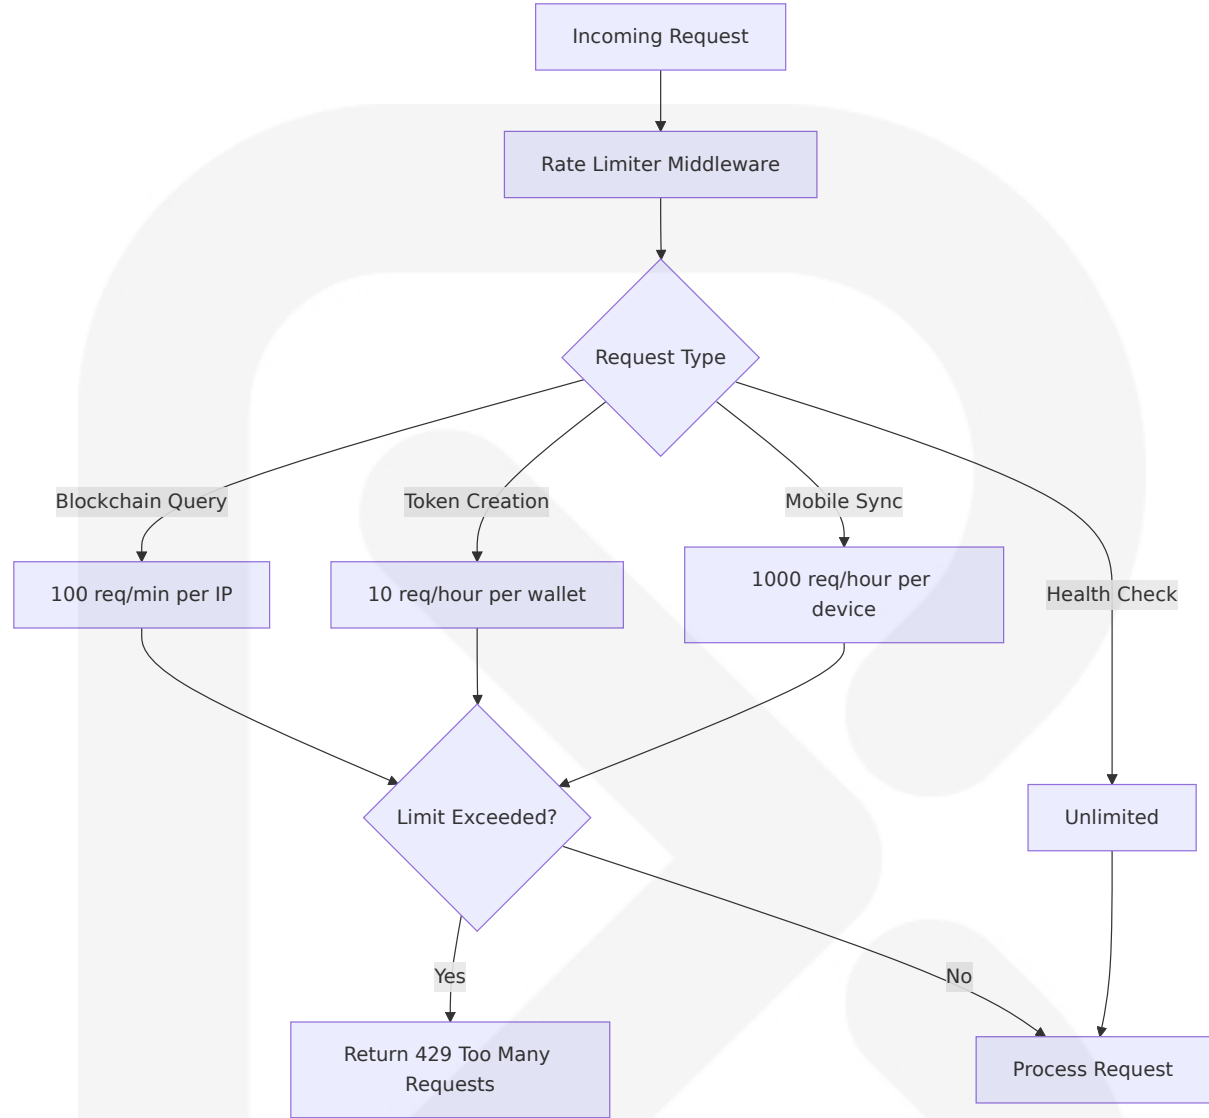 Incoming Request
Rate Limiter Middleware
Request Type
Blockchain Query
Token Creation
Mobile Sync
100 req/min per IP
10 req/hour per wallet
1000 req/hour per
device
Health Check
Limit Exceeded?
Unlimited
Yes
No
Return 429 Too Many
Requests
Process Request